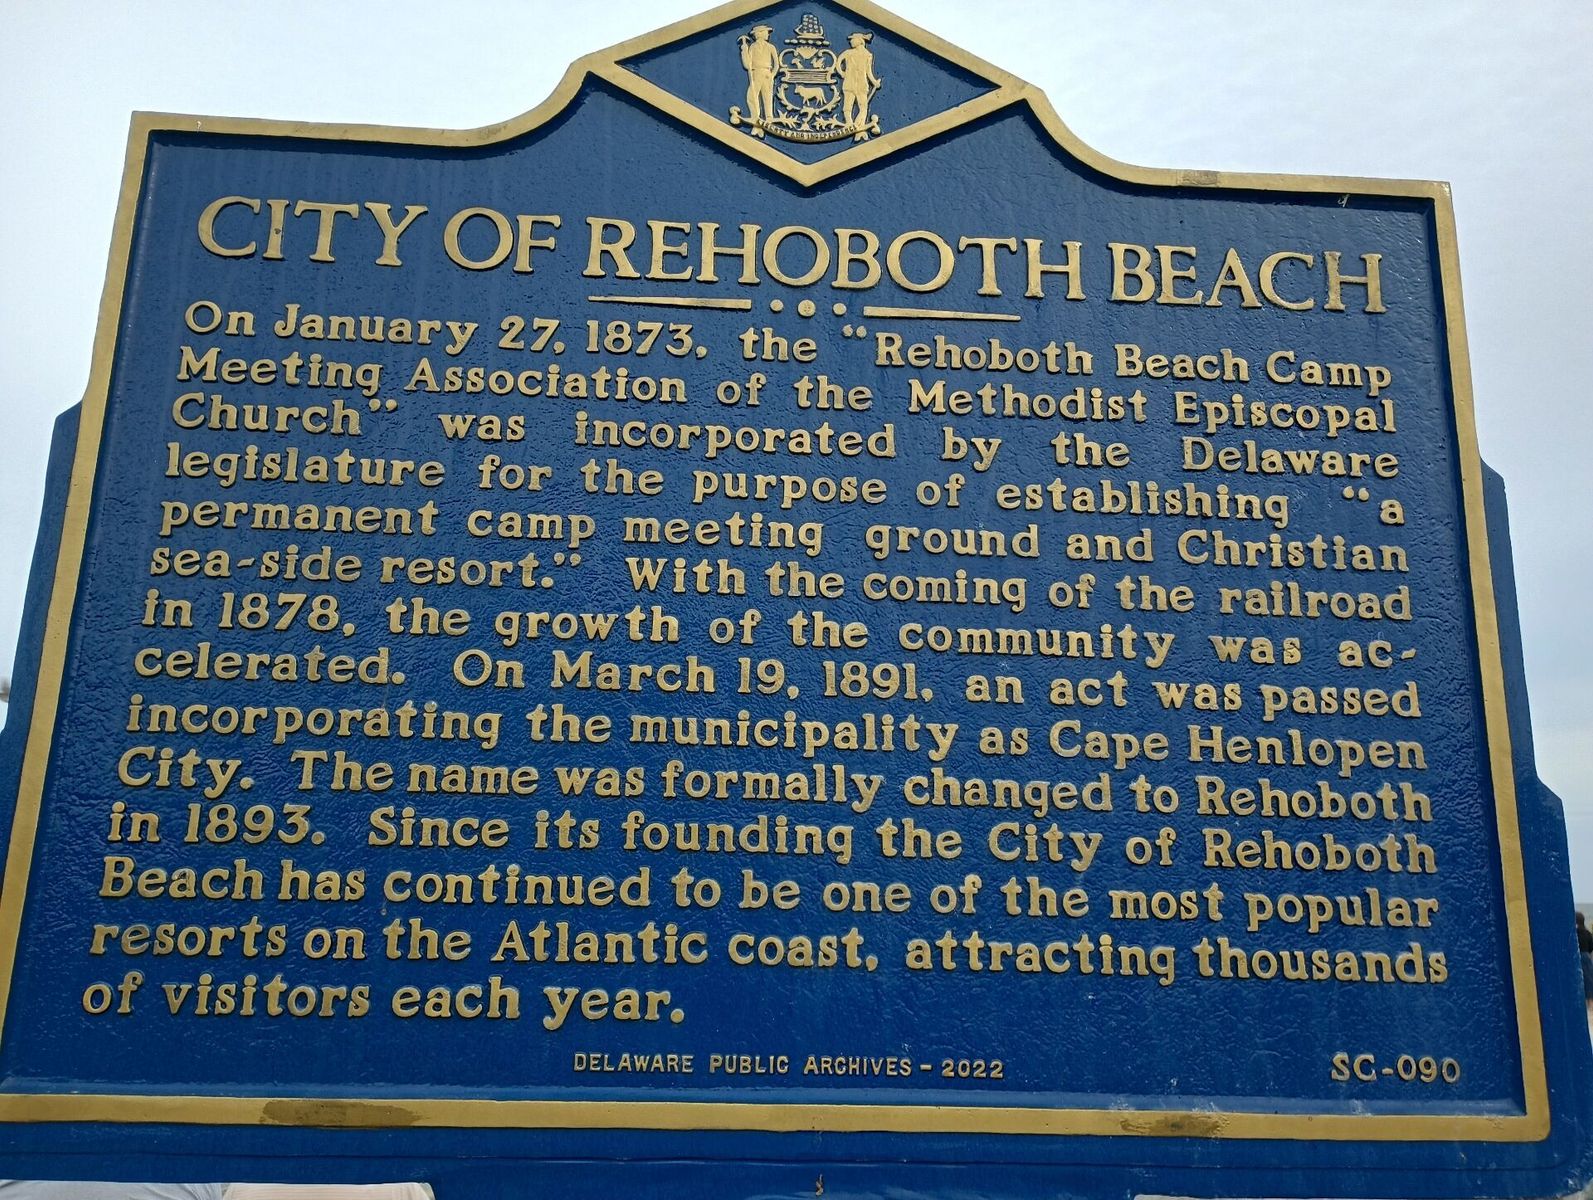 CITY OF REHOBOTH BEACH
On January 27, 1873, the "Rehoboth Beach Camp
Meeting Association of the Methodist Episcopal
Church" was incorporated by the Delaware
legislature for the purpose of establishing "a
permanent camp meeting ground and Christian
sea-side resort." With the coming of the railroad
in 1878, the growth of the community was ac-
celerated. On March 19, 1891, an act was passed
incorporating the municipality as Cape Henlopen
City. The name was formally changed to Rehoboth
in 1893. Since its founding the City of Rehoboth
Beach has continued to be one of the most popular
resorts on the Atlantic coast, attracting thousands
of visitors each year.
DELAWARE PUBLIC ARCHIVES - 2022
SC-090